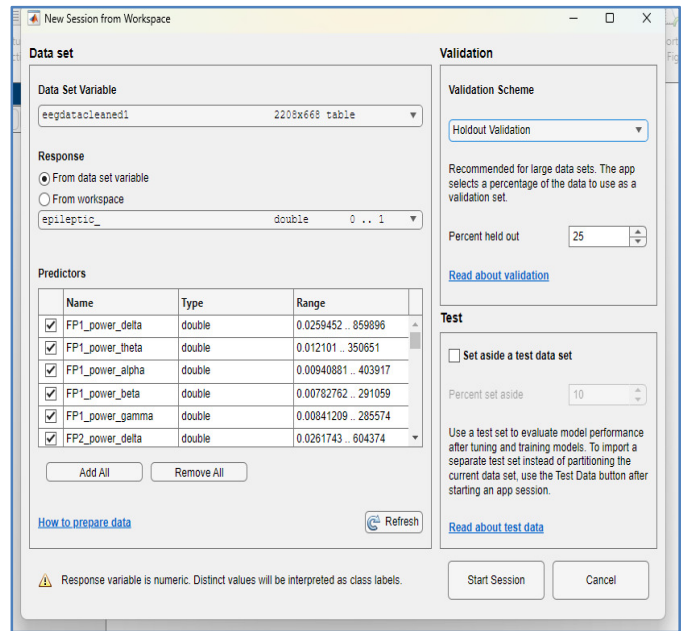 New Session from Workspace
Data set
Data Set Variable
eegdatacleaned1 2208x668 table
Response
From data set variable
From workspace
epileptic_ double 0 .. 1
Predictors
Name Type Range
FP1_power_delta double 0.0259452 .. 859896
FP1_power_theta double 0.012101 .. 350651
FP1_power_alpha double 0.00940881 .. 403917
FP1_power_beta double 0.00782762 .. 291059
FP1_power_gamma double 0.00841209 .. 285574
FP2_power_delta double 0.0261743 .. 604374
Add All Remove All
How to prepare data Refresh
Response variable is numeric. Distinct values will be interpreted as class labels.
Validation
Validation Scheme
Holdout Validation
Recommended for large data sets. The app
selects a percentage of the data to use as a
validation set.
Percent held out 25
Read about validation
Test
Set aside a test data set
Percent set aside 10
Use a test set to evaluate model performance
after tuning and training models. To import a
separate test set instead of partitioning the
current data set, use the Test Data button after
starting an app session.
Read about test data
Start Session Cancel